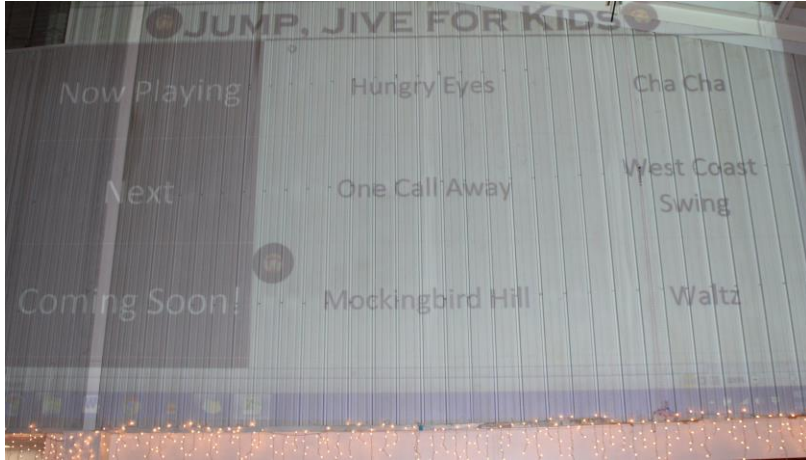 JUMP, JIVE FOR KIDS
Now Playing Hungry Eyes Cha Cha
Next One Call Away West Coast Swing
Coming Soon! Mockingbird Hill Waltz